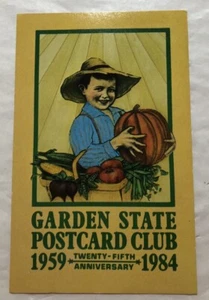 GARDEN STATE
POSTCARD CLUB
1959 TWENTY-FIFTH ANNIVERSARY 1984